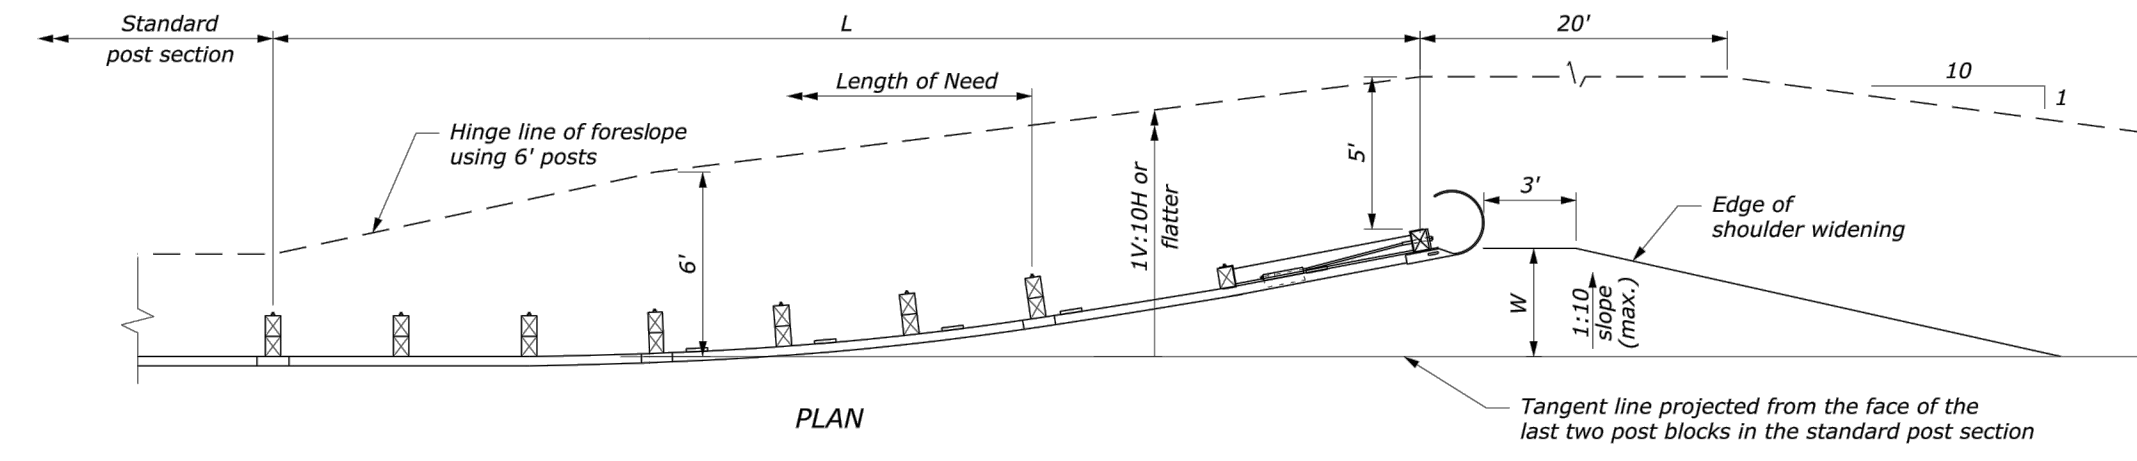 Standard
post section
L
20'
Length of Need
10
1
Hinge line of foreslope
using 6' posts
5'
1V:10H or
flatter
3'
Edge of
shoulder widening
6'
W
1:10
slope
(max.)
Tangent line projected from the face of the
last two post blocks in the standard post section
PLAN